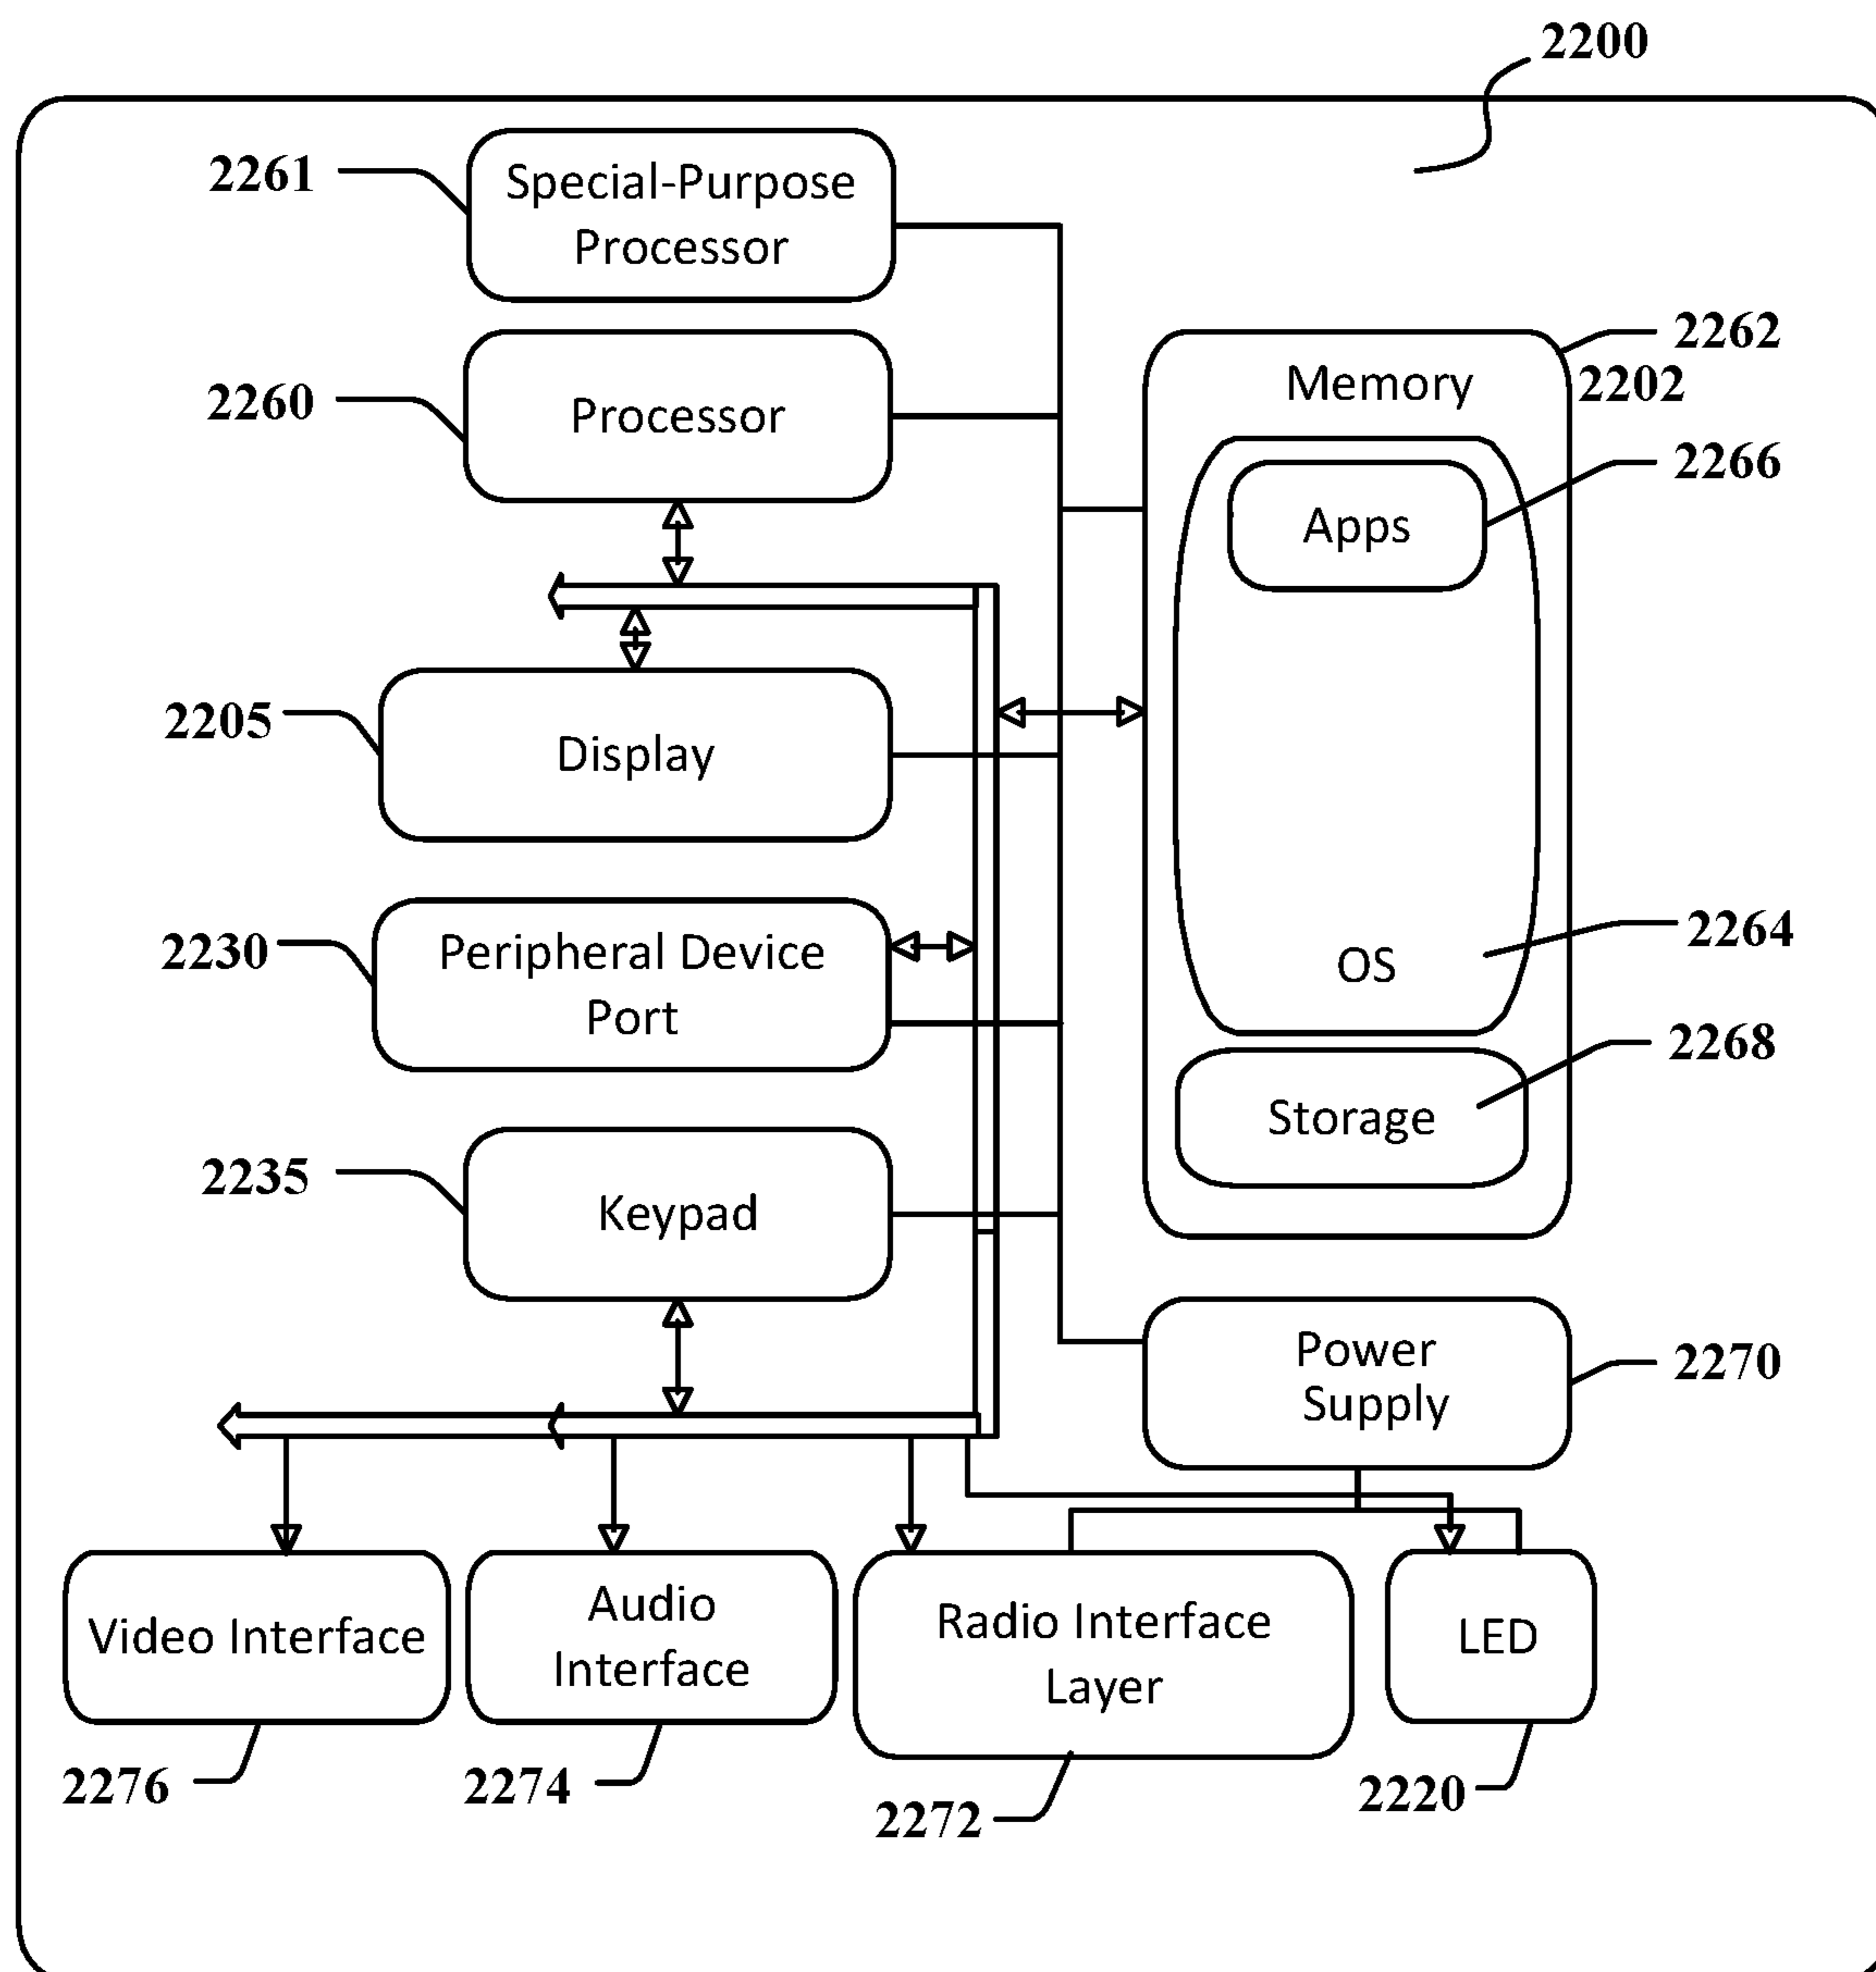 2200
2261
Special-Purpose
Processor
2262
2202
Memory
2260
Processor
2266
Apps
2205
Display
2230
Peripheral Device
Port
OS
2264
2268
Storage
2235
Keypad
Power
Supply
2270
Video Interface
Audio
Interface
Radio Interface
Layer
LED
2276
2274
2272
2220